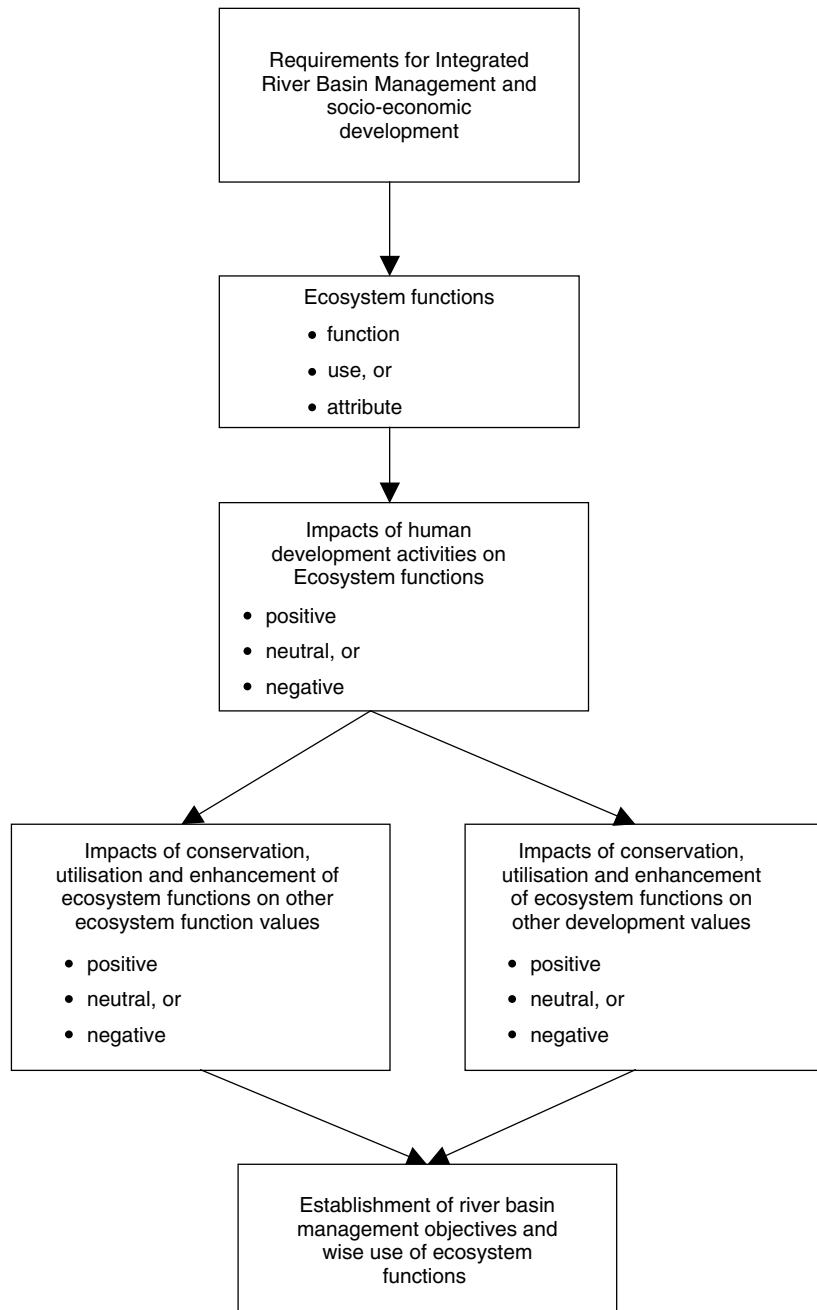 Requirements for Integrated
River Basin Management and
socio-economic
development
Ecosystem functions
• function
• use, or
• attribute
Impacts of human
development activities on
Ecosystem functions
• positive
• neutral, or
• negative
Impacts of conservation,
utilisation and enhancement of
ecosystem functions on other
ecosystem function values
• positive
• neutral, or
• negative
Impacts of conservation,
utilisation and enhancement
of ecosystem functions on
other development values
• positive
• neutral, or
• negative
Establishment of river basin
management objectives and
wise use of ecosystem
functions